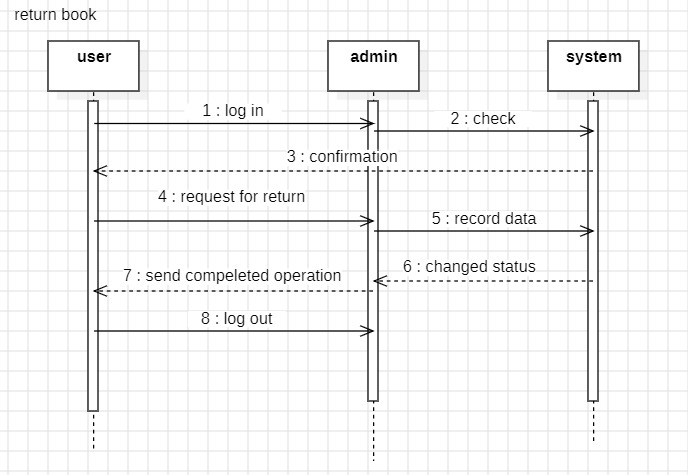 return book
user
admin
system
1 : log in
2 : check
3 : confirmation
4 : request for return
5 : record data
6 : changed status
7 : send compeleted operation
8 : log out